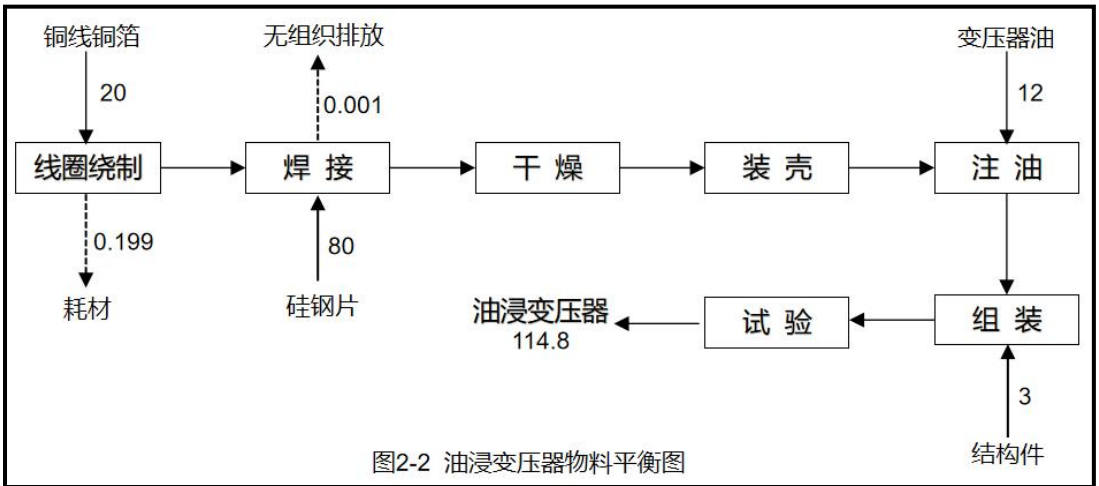 铜线铜箔
无组织排放
变压器油
20
0.001
12
线圈绕制
焊 接
干 燥
装 壳
注 油
0.199
80
耗材
硅钢片
油浸变压器
114.8
试 验
组 装
3
结构件
图2-2 油浸变压器物料平衡图